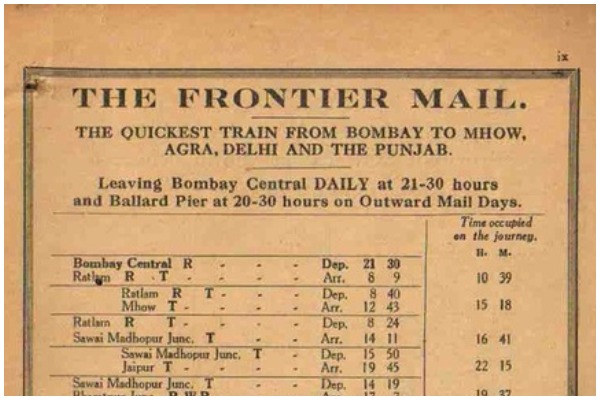 ix
THE FRONTIER MAIL.
THE QUICKEST TRAIN FROM BOMBAY TO MHOW,
AGRA, DELHI AND THE PUNJAB.
Leaving Bombay Central DAILY at 21-30 hours
and Ballard Pier at 20-30 hours on Outward Mail Days.
Time occupied
on the journey.
H. M.
Bombay Central R - - - - Dep. 21 30
Ratlam R T - - - - Arr. 8 9 10 39
Ratlam R T - - - Dep. 8 40
Mhow T - - - - Arr. 12 43 15 18
Ratlam R T - - - - Dep. 8 24
Sawai Madhopur Junc. T - - Arr. 14 11 16 41
Sawai Madhopur Junc. T - Dep. 15 50
Jaipur T - - - - Arr. 19 45 22 15
Sawai Madhopur Junc. T - - Dep. 14 19